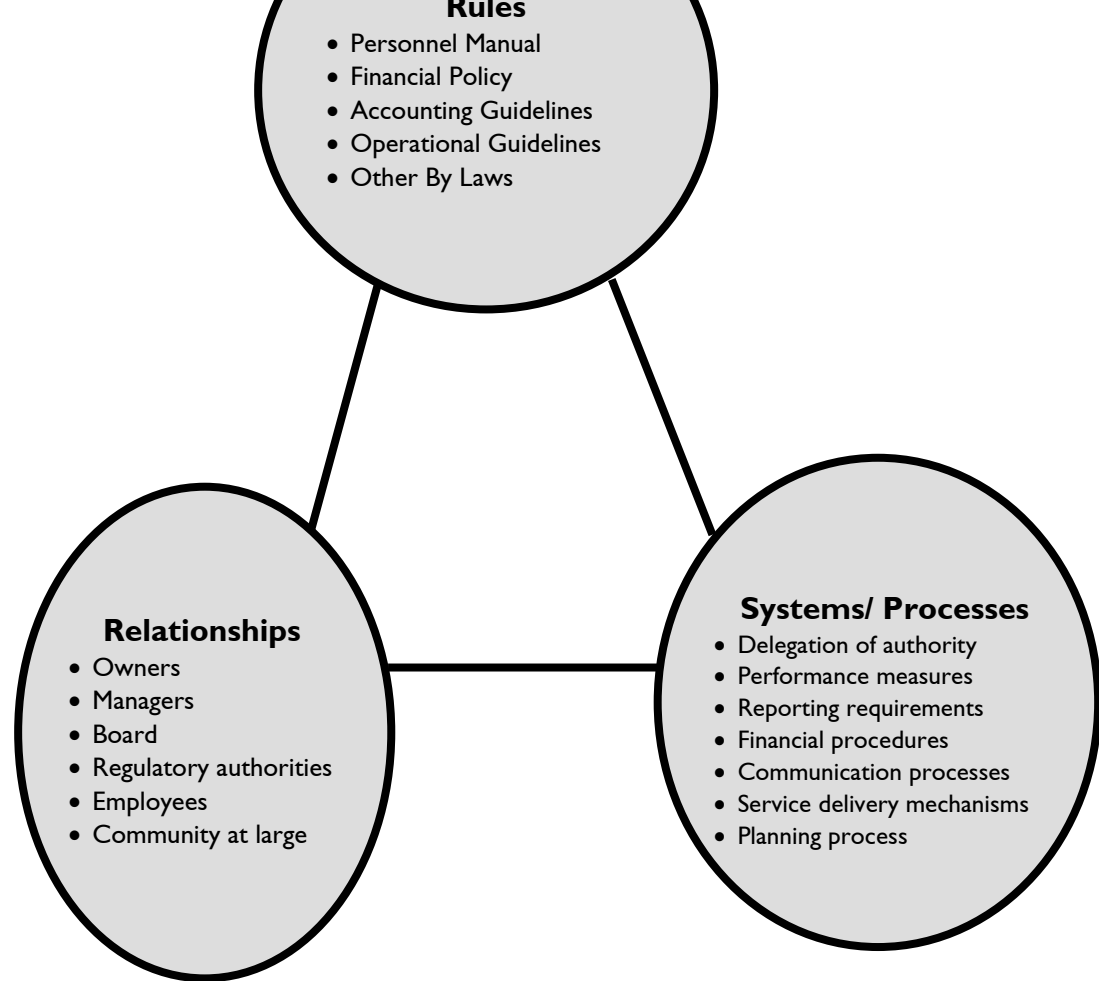 Rules
• Personnel Manual
• Financial Policy
• Accounting Guidelines
• Operational Guidelines
• Other By Laws
Relationships
• Owners
• Managers
• Board
• Regulatory authorities
• Employees
• Community at large
Systems/ Processes
• Delegation of authority
• Performance measures
• Reporting requirements
• Financial procedures
• Communication processes
• Service delivery mechanisms
• Planning process